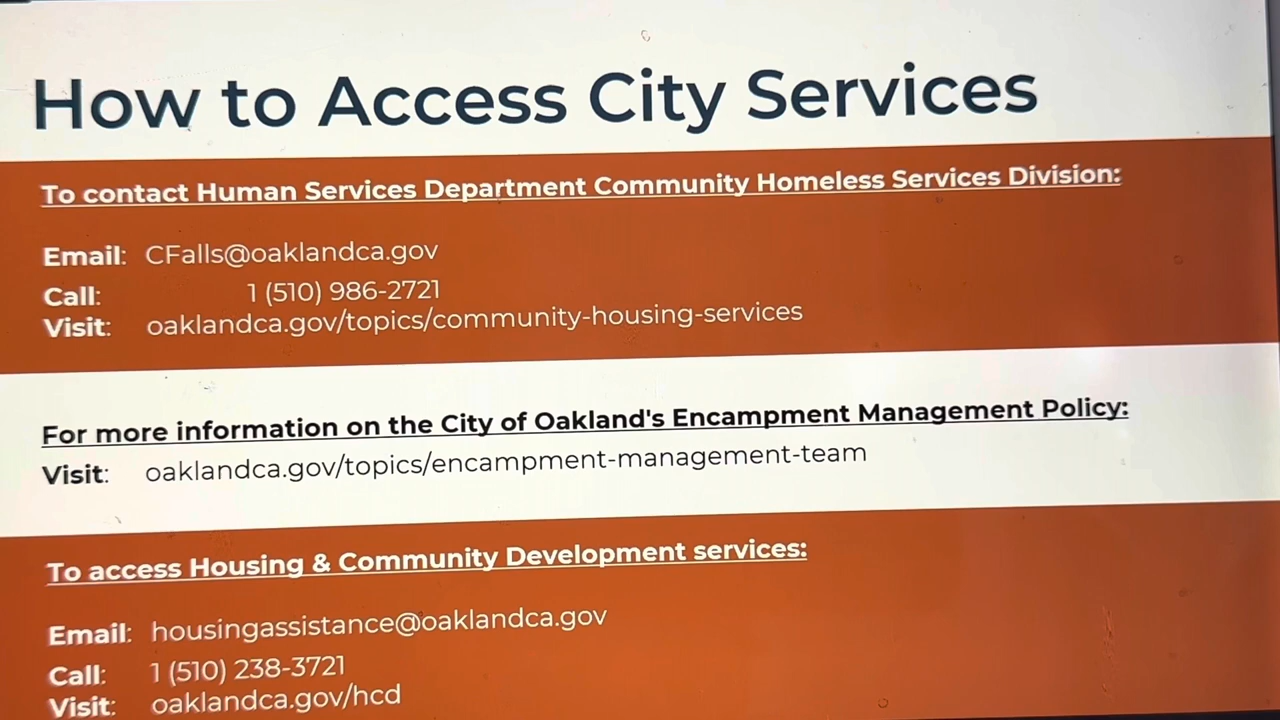 How to Access City Services
To contact Human Services Department Community Homeless Services Division:
Email: CFalls@oaklandca.gov
Call: 1 (510) 986-2721
Visit: oaklandca.gov/topics/community-housing-services
For more information on the City of Oakland's Encampment Management Policy:
Visit: oaklandca.gov/topics/encampment-management-team
To access Housing & Community Development services:
Email: housingassistance@oaklandca.gov
Call: 1 (510) 238-3721
Visit: oaklandca.gov/hcd